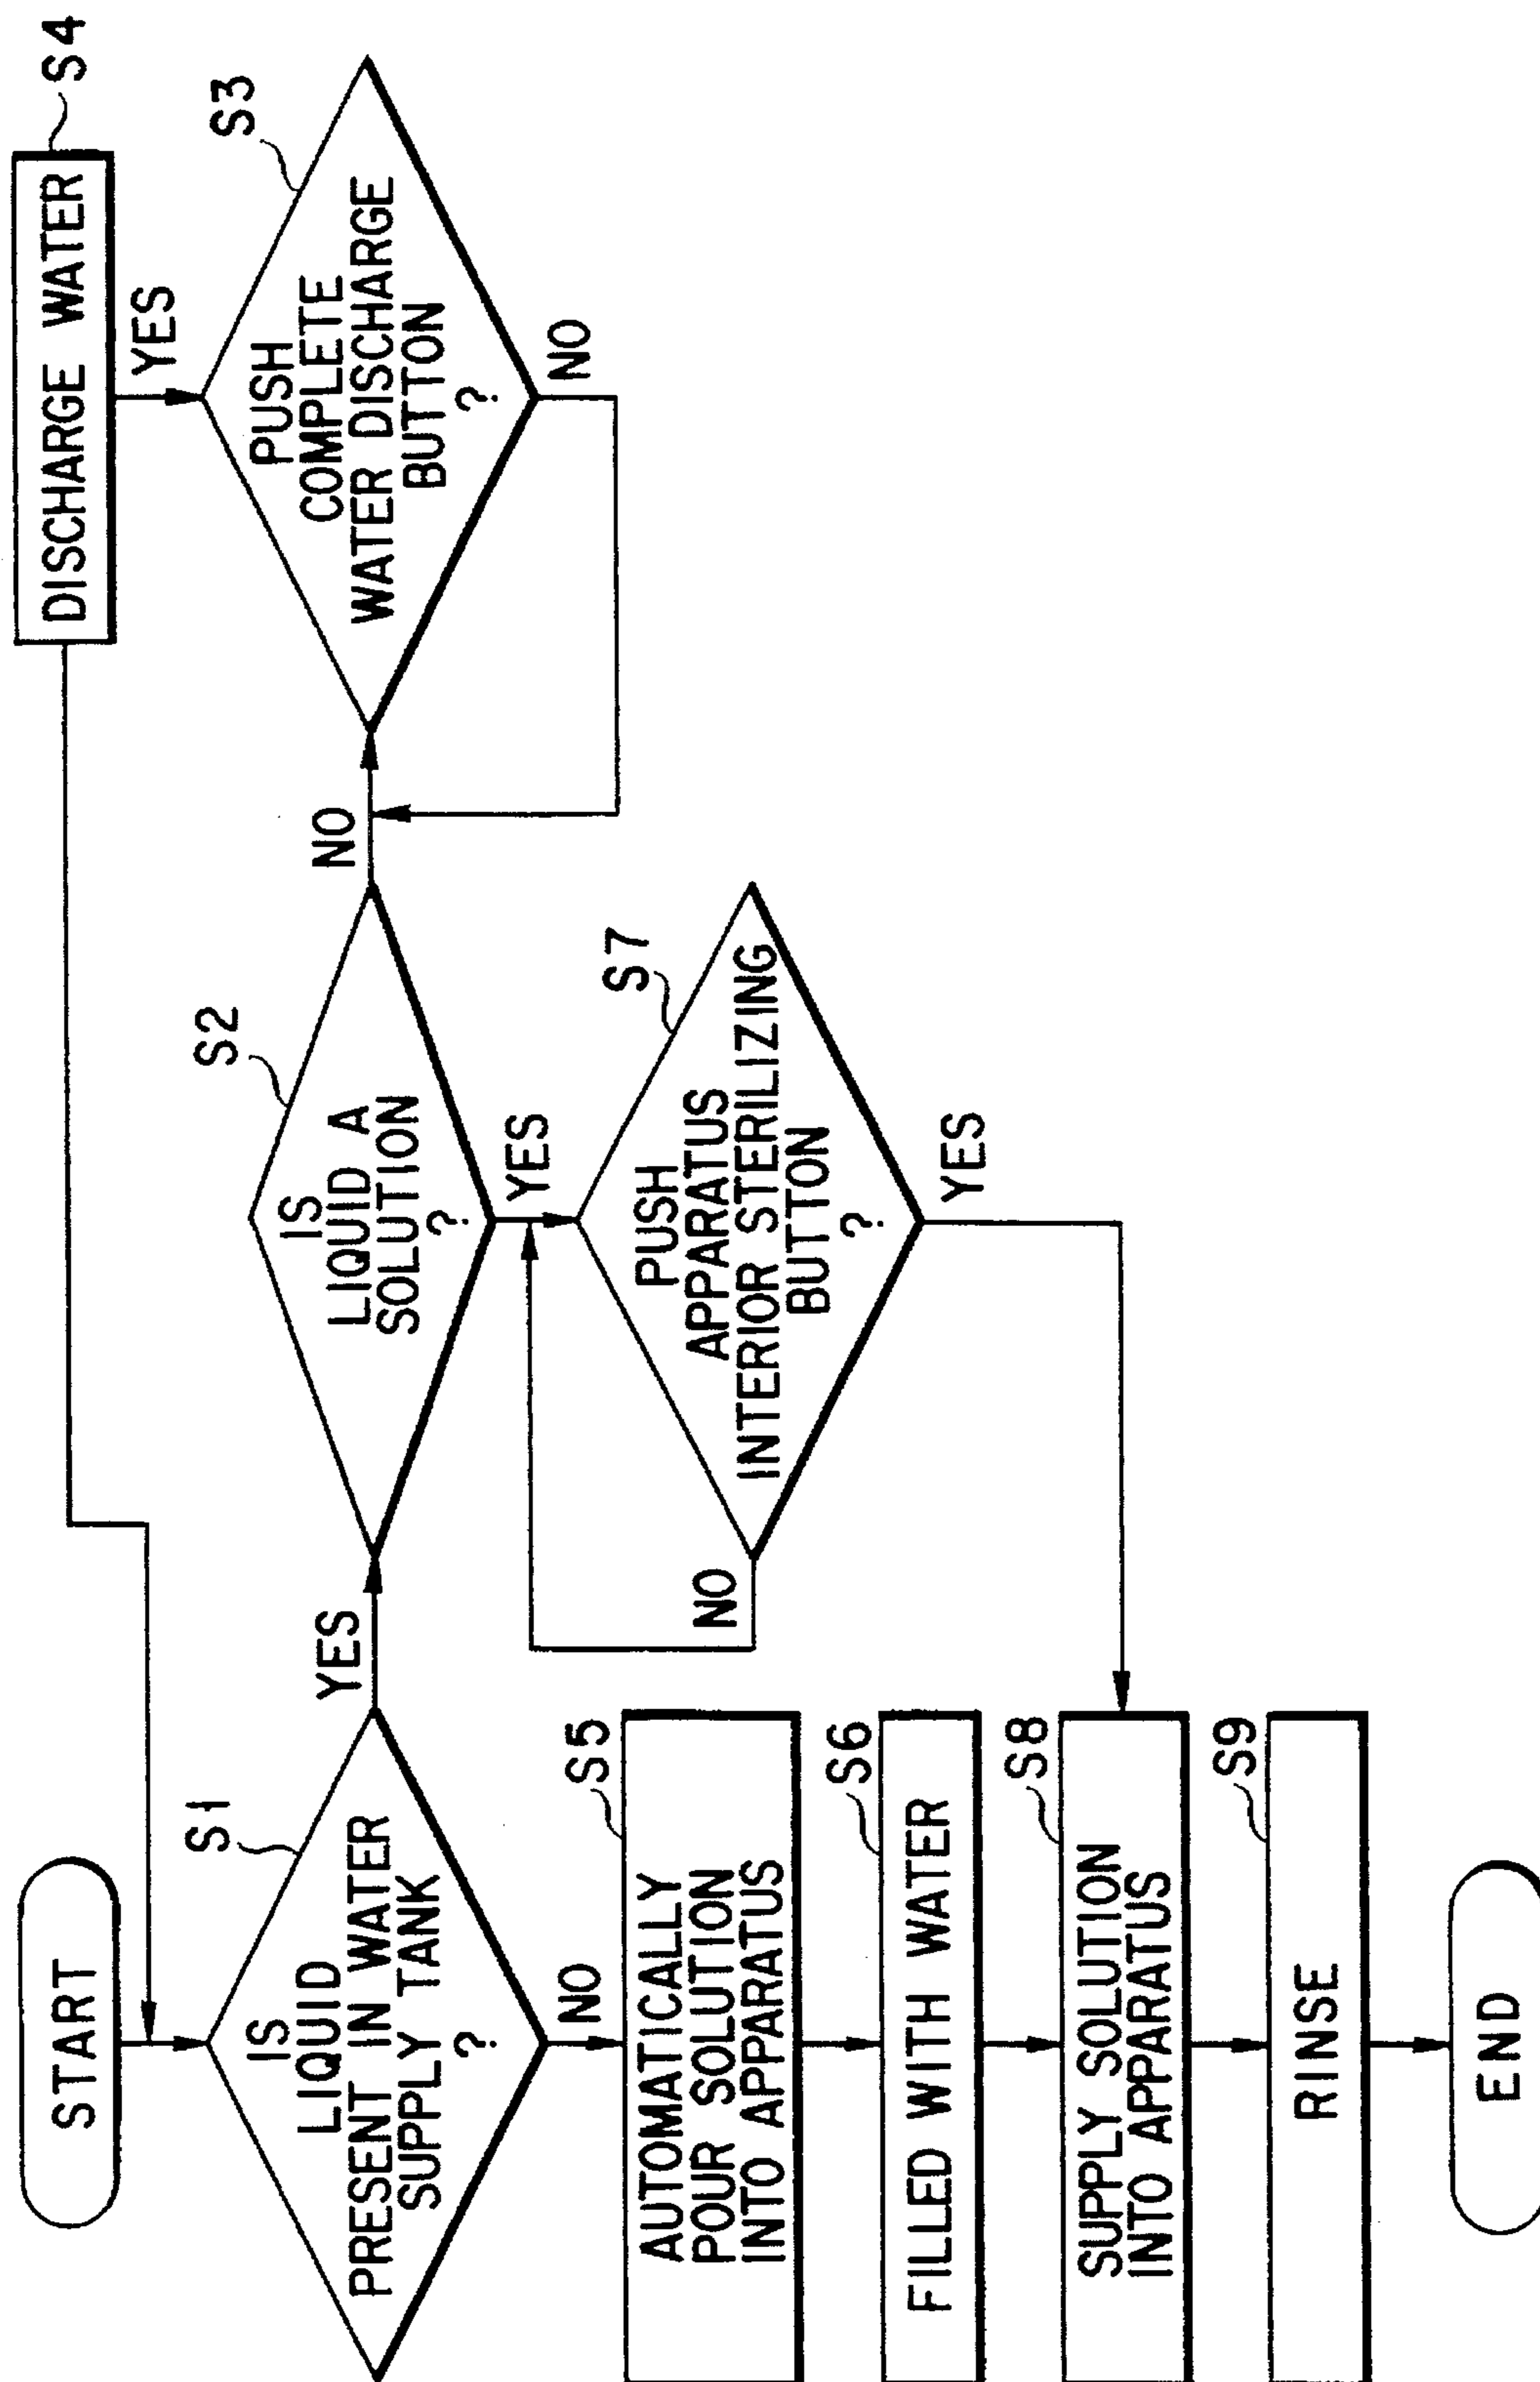 START
S1
IS
LIQUID
PRESENT IN WATER
SUPPLY TANK
?
YES
NO
S2
IS
LIQUID A
SOLUTION
?
NO
YES
S3
PUSH
COMPLETE
WATER DISCHARGE
BUTTON
?
YES
NO
DISCHARGE WATER
S4
S5
AUTOMATICALLY
POUR SOLUTION
INTO APPARATUS
S6
FILLED WITH WATER
S7
PUSH
APPARATUS
INTERIOR STERILIZING
BUTTON
?
NO
YES
S8
SUPPLY SOLUTION
INTO APPARATUS
S9
RINSE
END